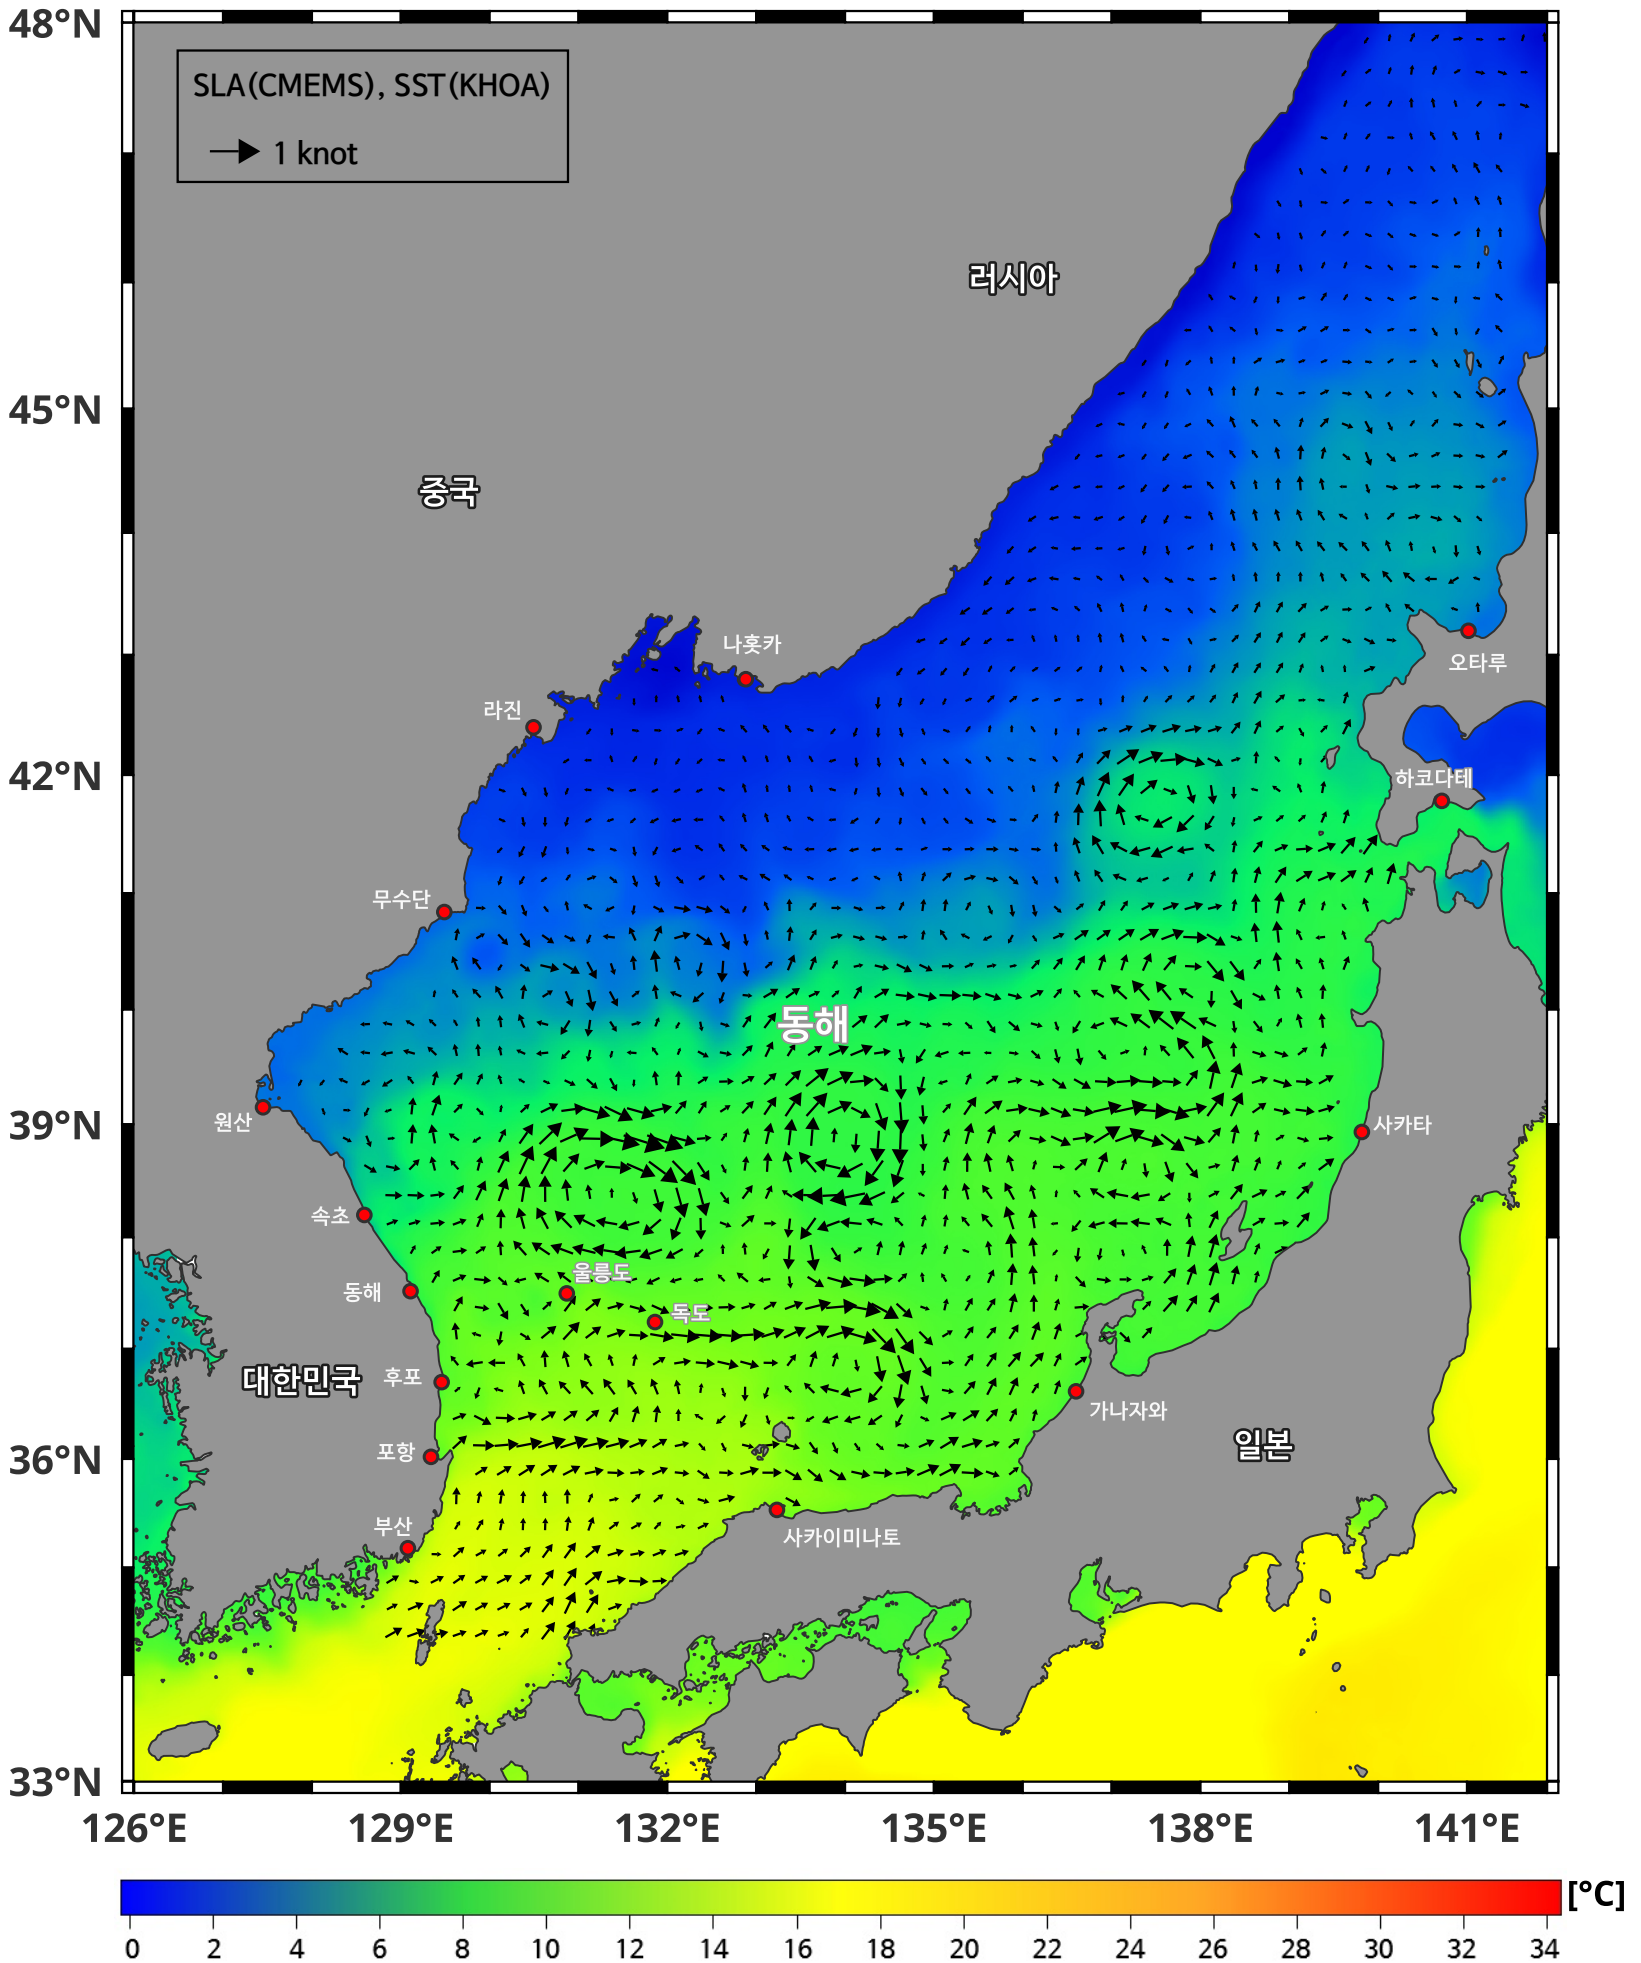 48°N
SLA(CMEMS), SST(KHOA)
1 knot
러시아
45°N
중국
나홋카
오타루
라진
42°N
하코다테
무수단
동해
39°N
원산
사카타
속초
울릉도
동해
독도
대한민국
후포
가나자와
일본
포항
36°N
부산
사카이미나토
33°N
126°E 129°E 132°E 135°E 138°E 141°E
[°C]
0 2 4 6 8 10 12 14 16 18 20 22 24 26 28 30 32 34